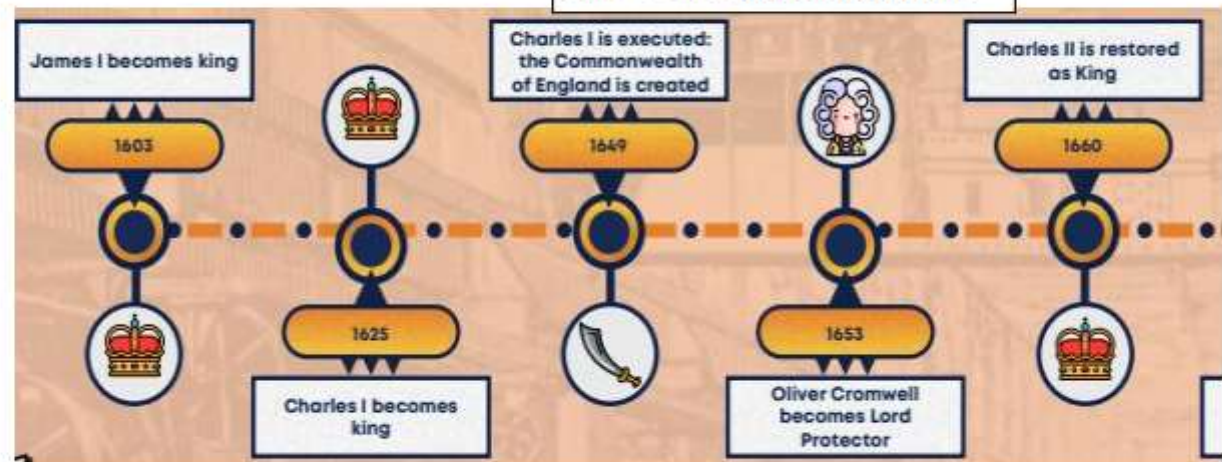 James I becomes king
1603
1625
Charles I becomes
king
Charles I is executed:
the Commonwealth
of England is created
1649
1653
Oliver Cromwell
becomes Lord
Protector
Charles II is restored
as King
1660